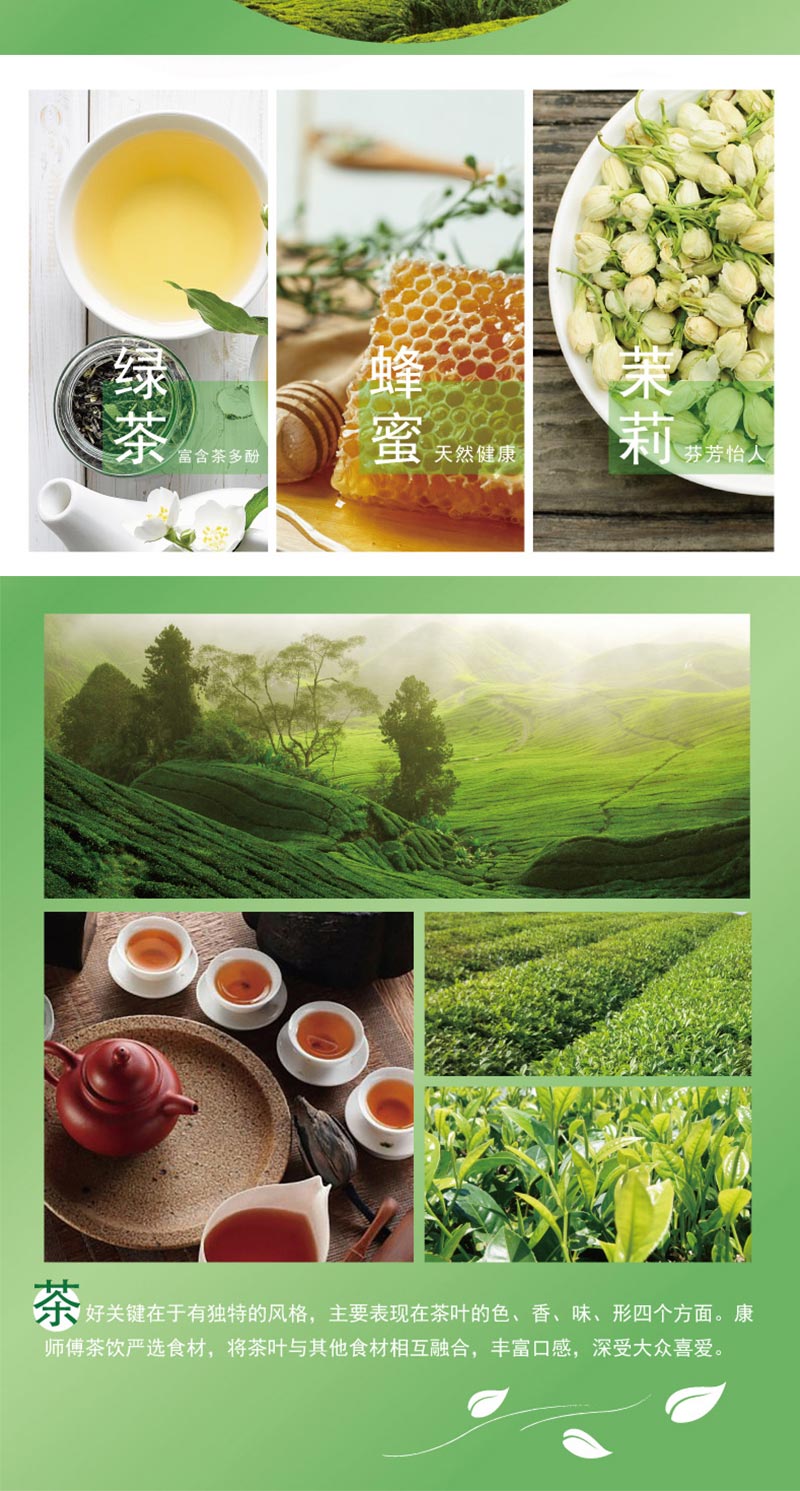 绿茶 富含茶多酚
蜂蜜 天然健康
茉莉 芬芳怡人
茶好关键在于有独特的风格，主要表现在茶叶的色、香、味、形四个方面。康
师傅茶饮严选食材，将茶叶与其他食材相互融合，丰富口感，深受大众喜爱。